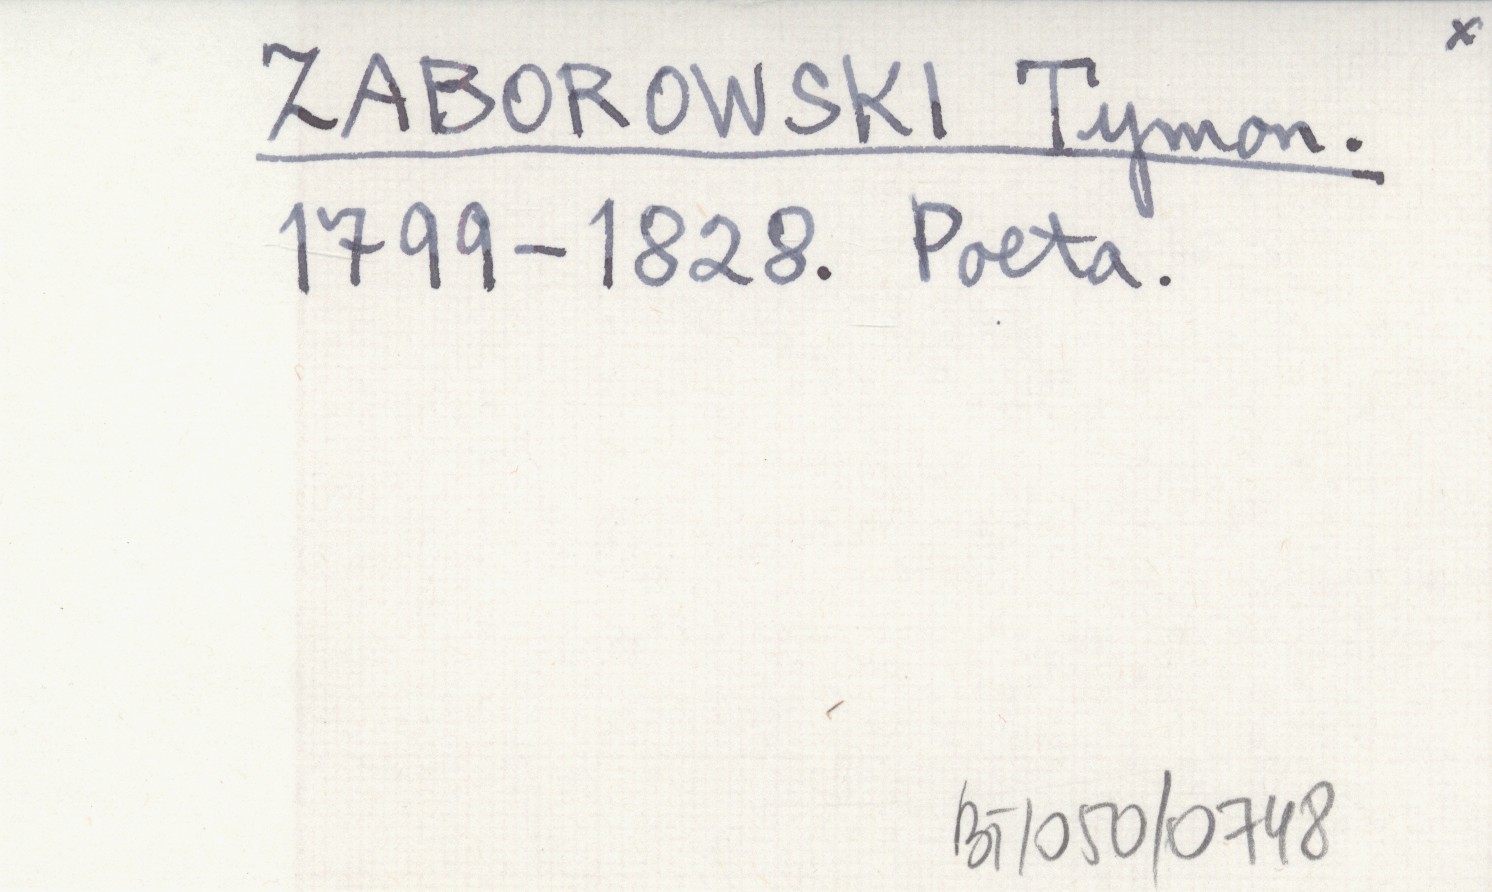 x
ZABOROWSKI Tymon.
1799-1828. Poeta.
BT/050/0748